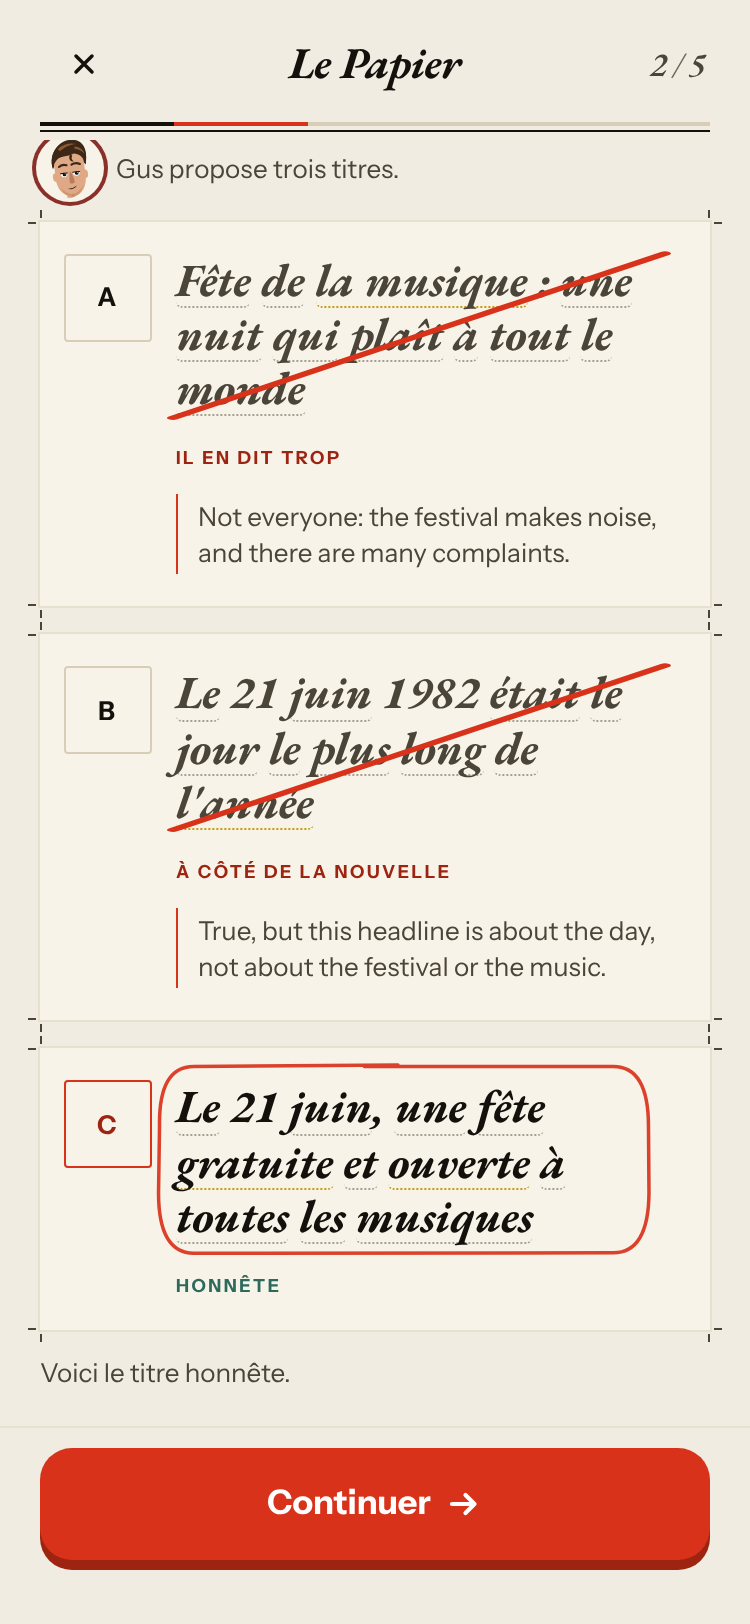 Le Papier
2/5
Gus propose trois titres.
A
Fête de la musique : une
nuit qui plaît à tout le
monde
IL EN DIT TROP
Not everyone: the festival makes noise,
and there are many complaints.
B
Le 21 juin 1982 était le
jour le plus long de
l'année
À CÔTÉ DE LA NOUVELLE
True, but this headline is about the day,
not about the festival or the music.
C
Le 21 juin, une fête
gratuite et ouverte à
toutes les musiques
HONNÊTE
Voici le titre honnête.
Continuer →